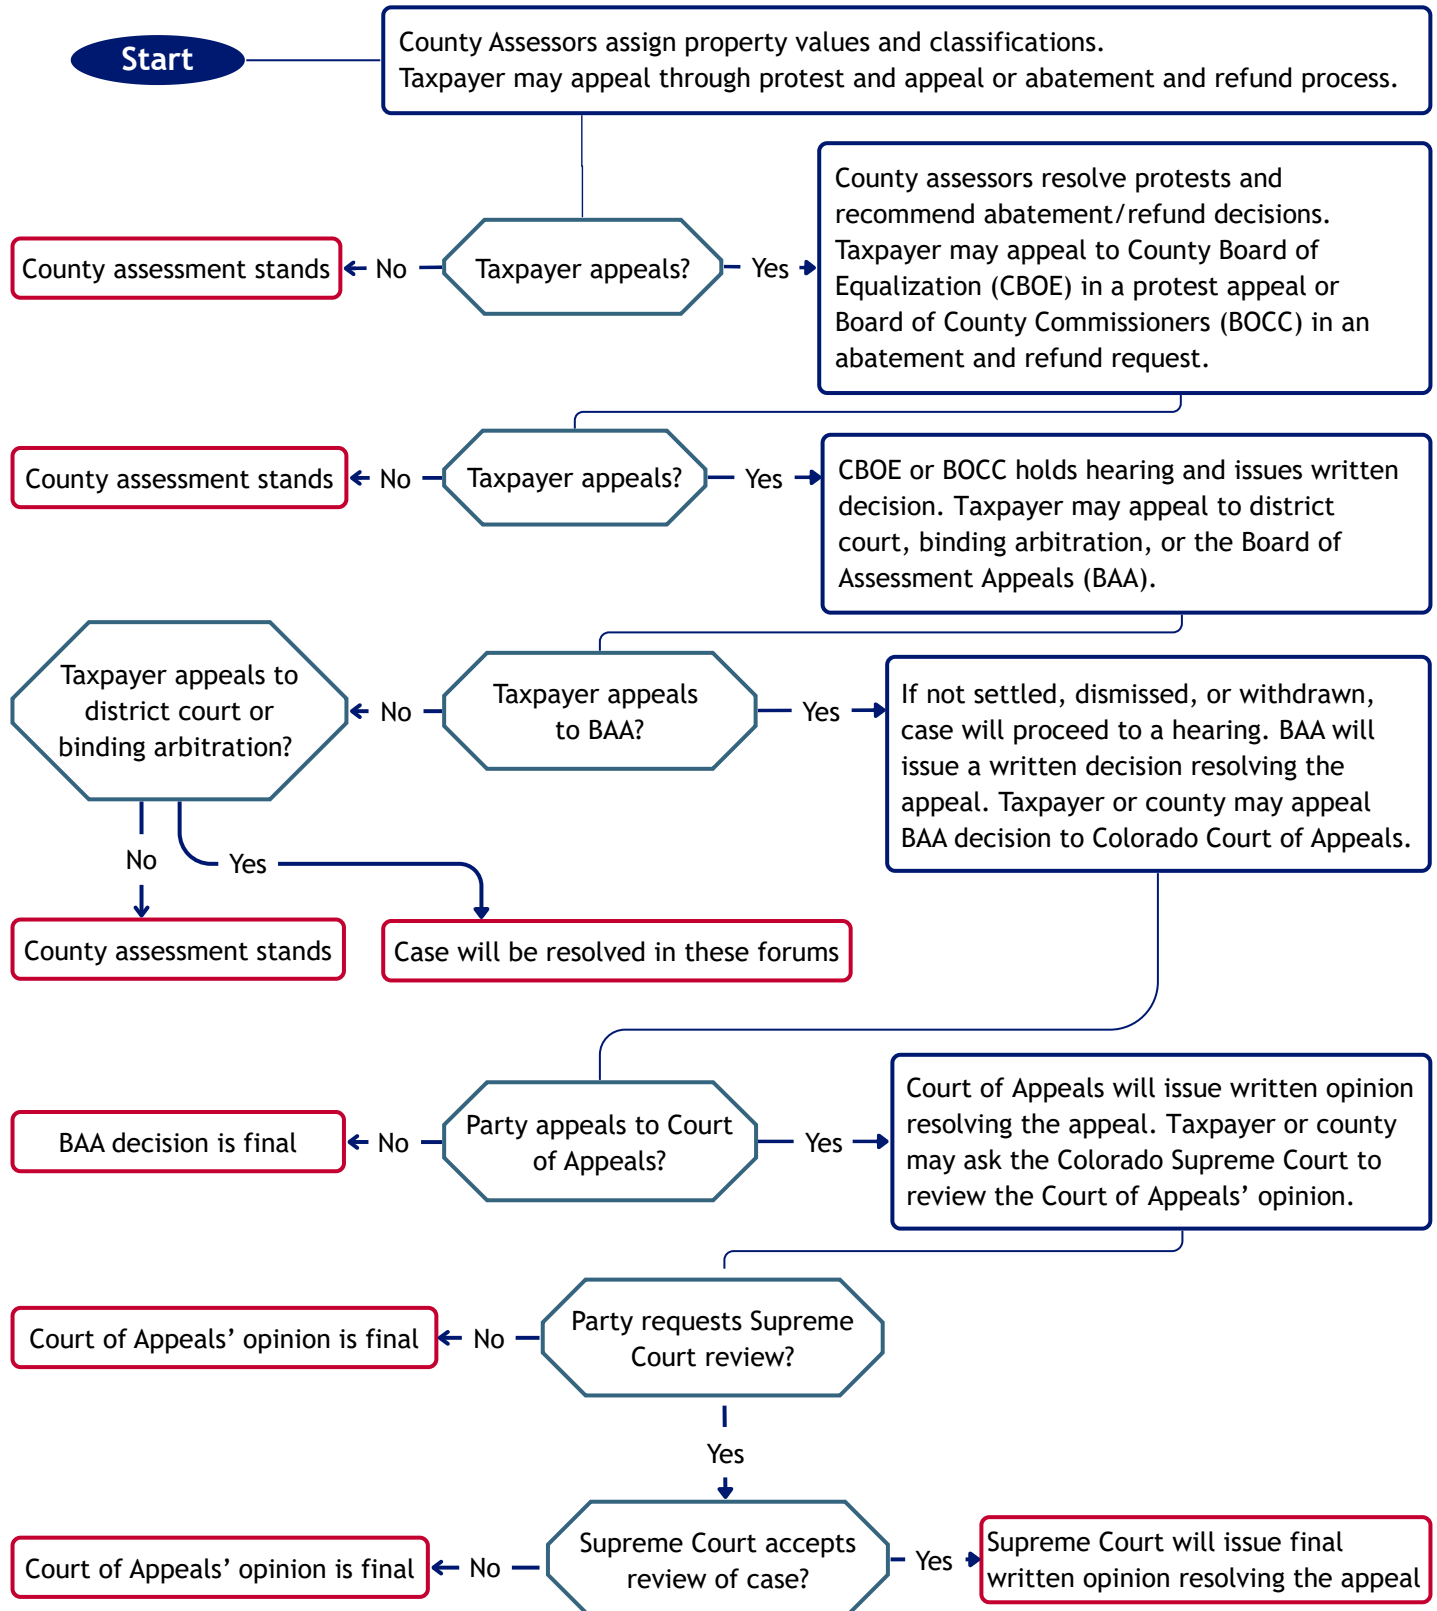 Start
County Assessors assign property values and classifications.
Taxpayer may appeal through protest and appeal or abatement and refund process.
County assessment stands
No
Taxpayer appeals?
Yes
County assessors resolve protests and
recommend abatement/refund decisions.
Taxpayer may appeal to County Board of
Equalization (CBOE) in a protest appeal or
Board of County Commissioners (BOCC) in an
abatement and refund request.
County assessment stands
No
Taxpayer appeals?
Yes
CBOE or BOCC holds hearing and issues written
decision. Taxpayer may appeal to district
court, binding arbitration, or the Board of
Assessment Appeals (BAA).
Taxpayer appeals to
district court or
binding arbitration?
No
Taxpayer appeals
to BAA?
Yes
If not settled, dismissed, or withdrawn,
case will proceed to a hearing. BAA will
issue a written decision resolving the
appeal. Taxpayer or county may appeal
BAA decision to Colorado Court of Appeals.
No
Yes
County assessment stands
Case will be resolved in these forums
BAA decision is final
No
Party appeals to Court
of Appeals?
Yes
Court of Appeals will issue written opinion
resolving the appeal. Taxpayer or county
may ask the Colorado Supreme Court to
review the Court of Appeals’ opinion.
Court of Appeals’ opinion is final
No
Party requests Supreme
Court review?
Yes
Court of Appeals’ opinion is final
No
Supreme Court accepts
review of case?
Yes
Supreme Court will issue final
written opinion resolving the appeal